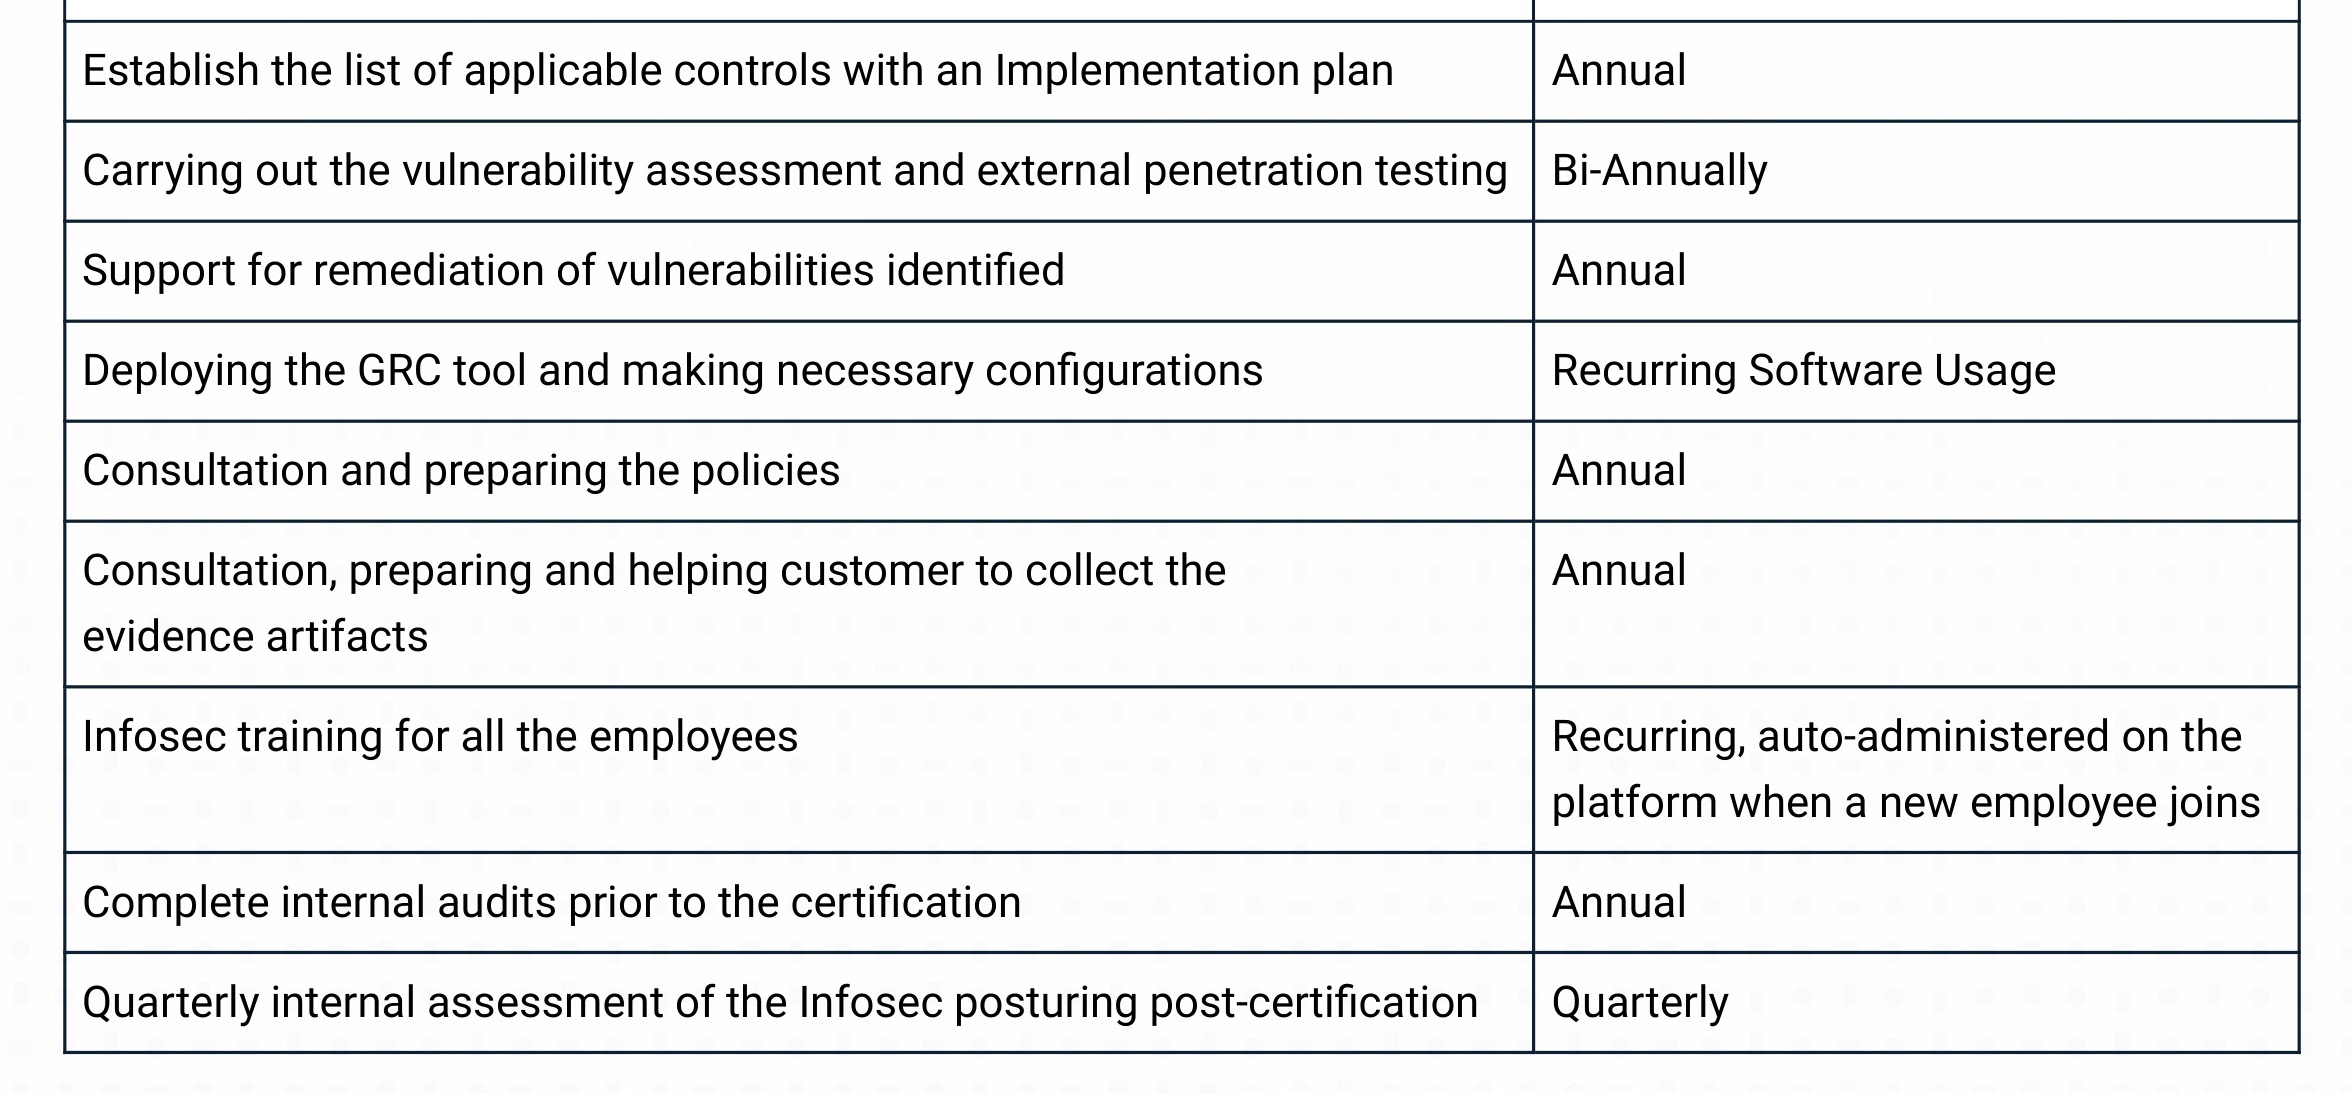 Establish the list of applicable controls with an Implementation plan
Annual
Carrying out the vulnerability assessment and external penetration testing
Bi-Annually
Support for remediation of vulnerabilities identified
Annual
Deploying the GRC tool and making necessary configurations
Recurring Software Usage
Consultation and preparing the policies
Annual
Consultation, preparing and helping customer to collect the
evidence artifacts
Annual
Infosec training for all the employees
Recurring, auto-administered on the
platform when a new employee joins
Complete internal audits prior to the certification
Annual
Quarterly internal assessment of the Infosec posturing post-certification
Quarterly